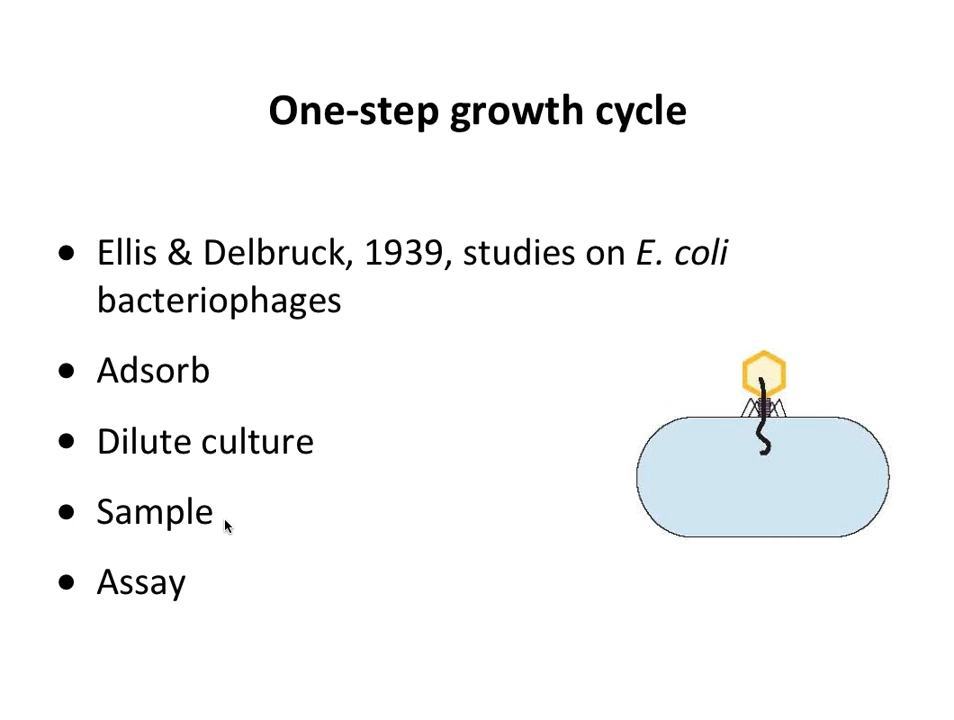 One-step growth cycle
• Ellis & Delbruck, 1939, studies on E. coli
bacteriophages
• Adsorb
• Dilute culture
• Sample
• Assay